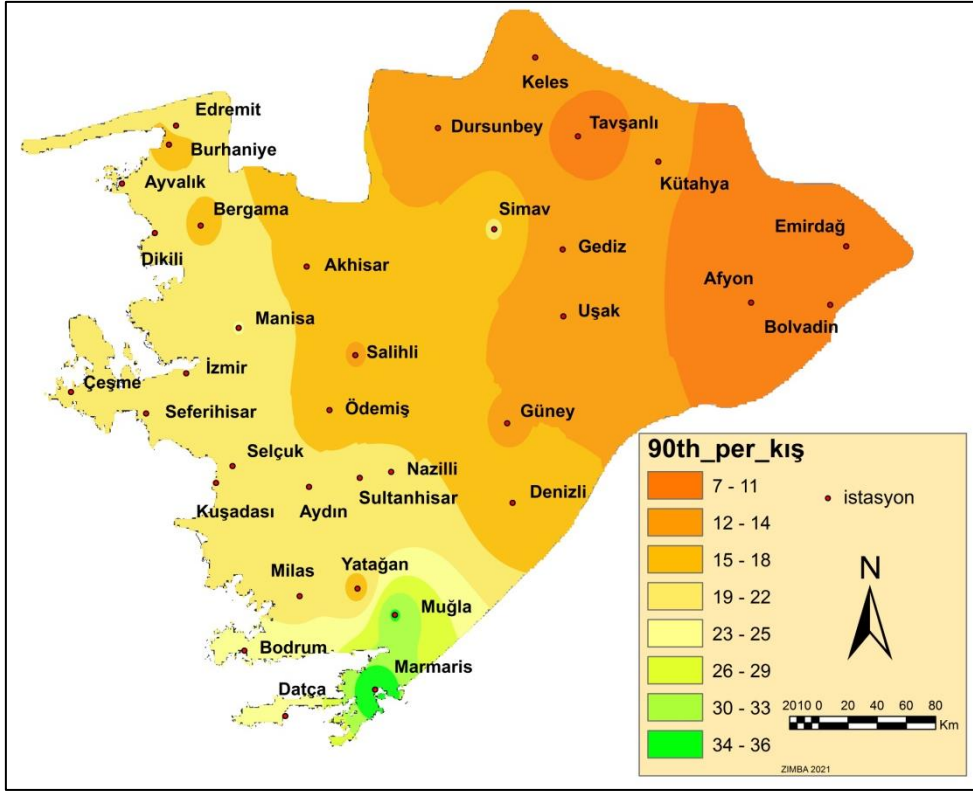 Keles
Edremit
Dursunbey
Tavşanlı
Burhaniye
Kütahya
Ayvalık
Bergama
Simav
Emirdağ
Dikili
Gediz
Akhisar
Afyon
Manisa
Uşak
Bolvadin
Salihli
İzmir
Çeşme
Seferihisar
Ödemiş
Güney
Selçuk
Nazilli
Sultanhisar
Denizli
Kuşadası
Aydın
Milas
Yatağan
Muğla
Bodrum
Marmaris
Datça
90th_per_kış
7 - 11
12 - 14
15 - 18
19 - 22
23 - 25
26 - 29
30 - 33
34 - 36
istasyon
N
20 10 0 20 40 60 80
Km
ZIMBA 2021